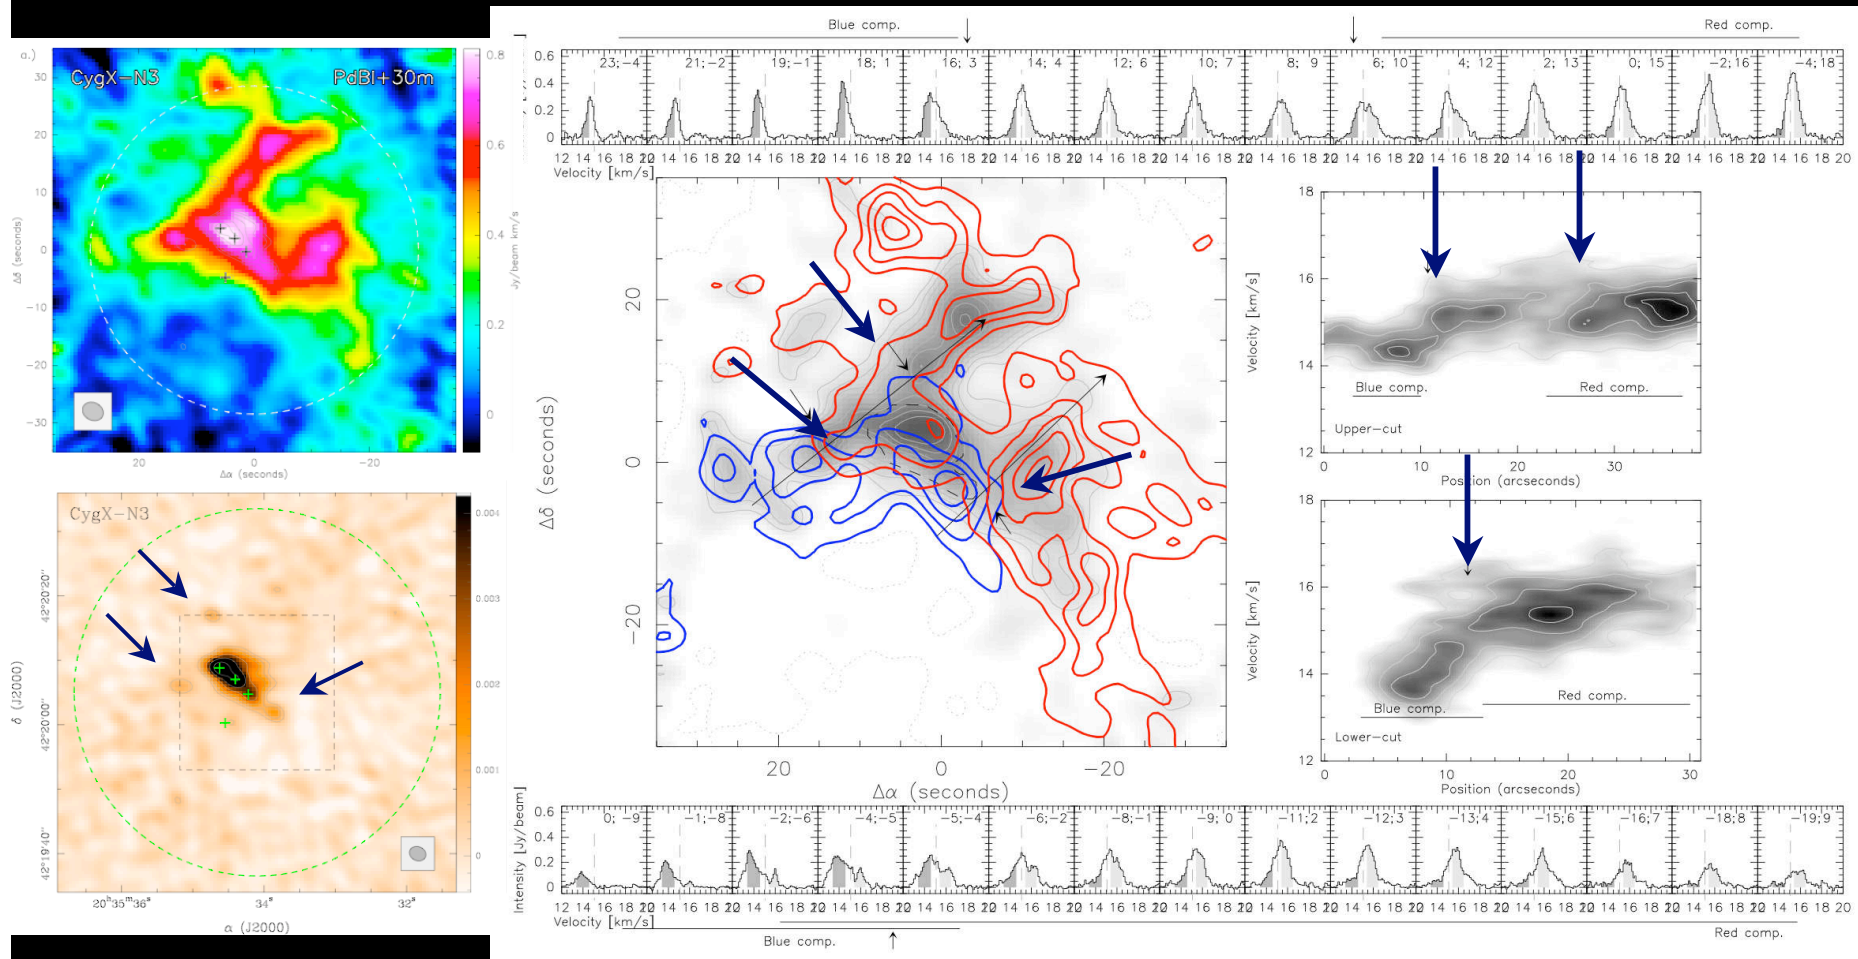 Blue comp.
Red comp.
a.)
CygX-N3
PdBI+30m
30
20
10
0
-10
-20
-30
Δδ (seconds)
20
0
-20
Δα (seconds)
0.8
0.6
0.4
0.2
0
Jy/beam km/s
0.6
0.4
0.2
0
23;-4
21;-2
19;-1
18; 1
16; 3
14; 4
12; 6
10; 7
8; 9
6; 10
4; 12
2; 13
0; 15
-2;16
-4;18
12 14 16 18 20
Velocity [km/s]
20
0
-20
Δδ (seconds)
20
0
-20
Δα (seconds)
18
16
14
12
Velocity [km/s]
Blue comp.
Red comp.
Upper-cut
0
10
20
30
Position (arcseconds)
18
16
14
12
Velocity [km/s]
Red comp.
Blue comp.
Lower-cut
0
10
20
30
Position (arcseconds)
CygX-N3
42°20'20"
42°20'00"
42°19'40"
δ (J2000)
20h35m36s
34s
32s
α (J2000)
0.004
0.003
0.002
0.001
0
Intensity [Jy/beam]
0.6
0.4
0.2
0
0; -9
-1;-8
-2;-6
-4;-5
-5;-4
-6;-2
-8;-1
-9; 0
-11;2
-12;3
-13;4
-15;6
-16;7
-18;8
-19;9
12 14 16 18 20
Velocity [km/s]
Blue comp.
Red comp.